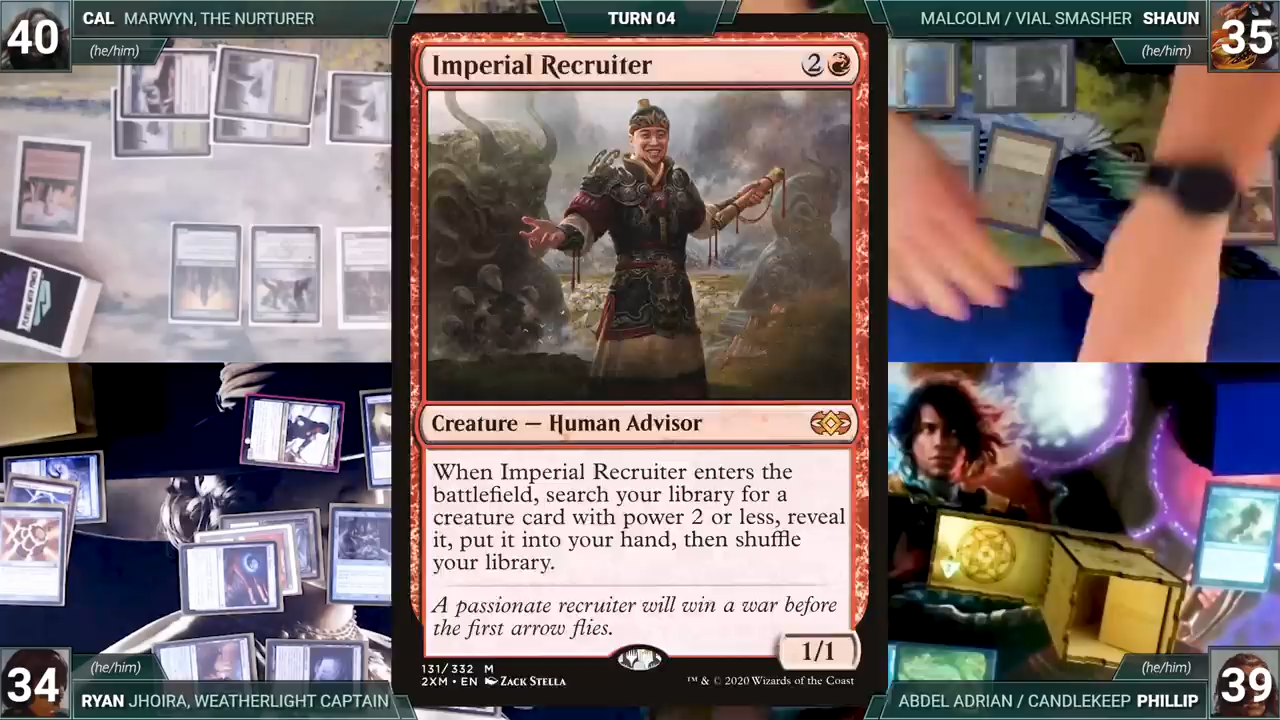 40
CAL MARWYN, THE NURTURER
(he/him)
TURN 04
MALCOLM / VIAL SMASHER SHAUN
(he/him)
35
Imperial Recruiter
2
Creature — Human Advisor
When Imperial Recruiter enters the
battlefield, search your library for a
creature card with power 2 or less, reveal
it, put it into your hand, then shuffle
your library.
A passionate recruiter will win a war before
the first arrow flies.
1/1
131/332 M
2XM • EN ZACK STELLA
™ & © 2020 Wizards of the Coast
34
(he/him)
RYAN JHOIRA, WEATHERLIGHT CAPTAIN
(he/him)
ABDEL ADRIAN / CANDLEKEEP PHILLIP
39